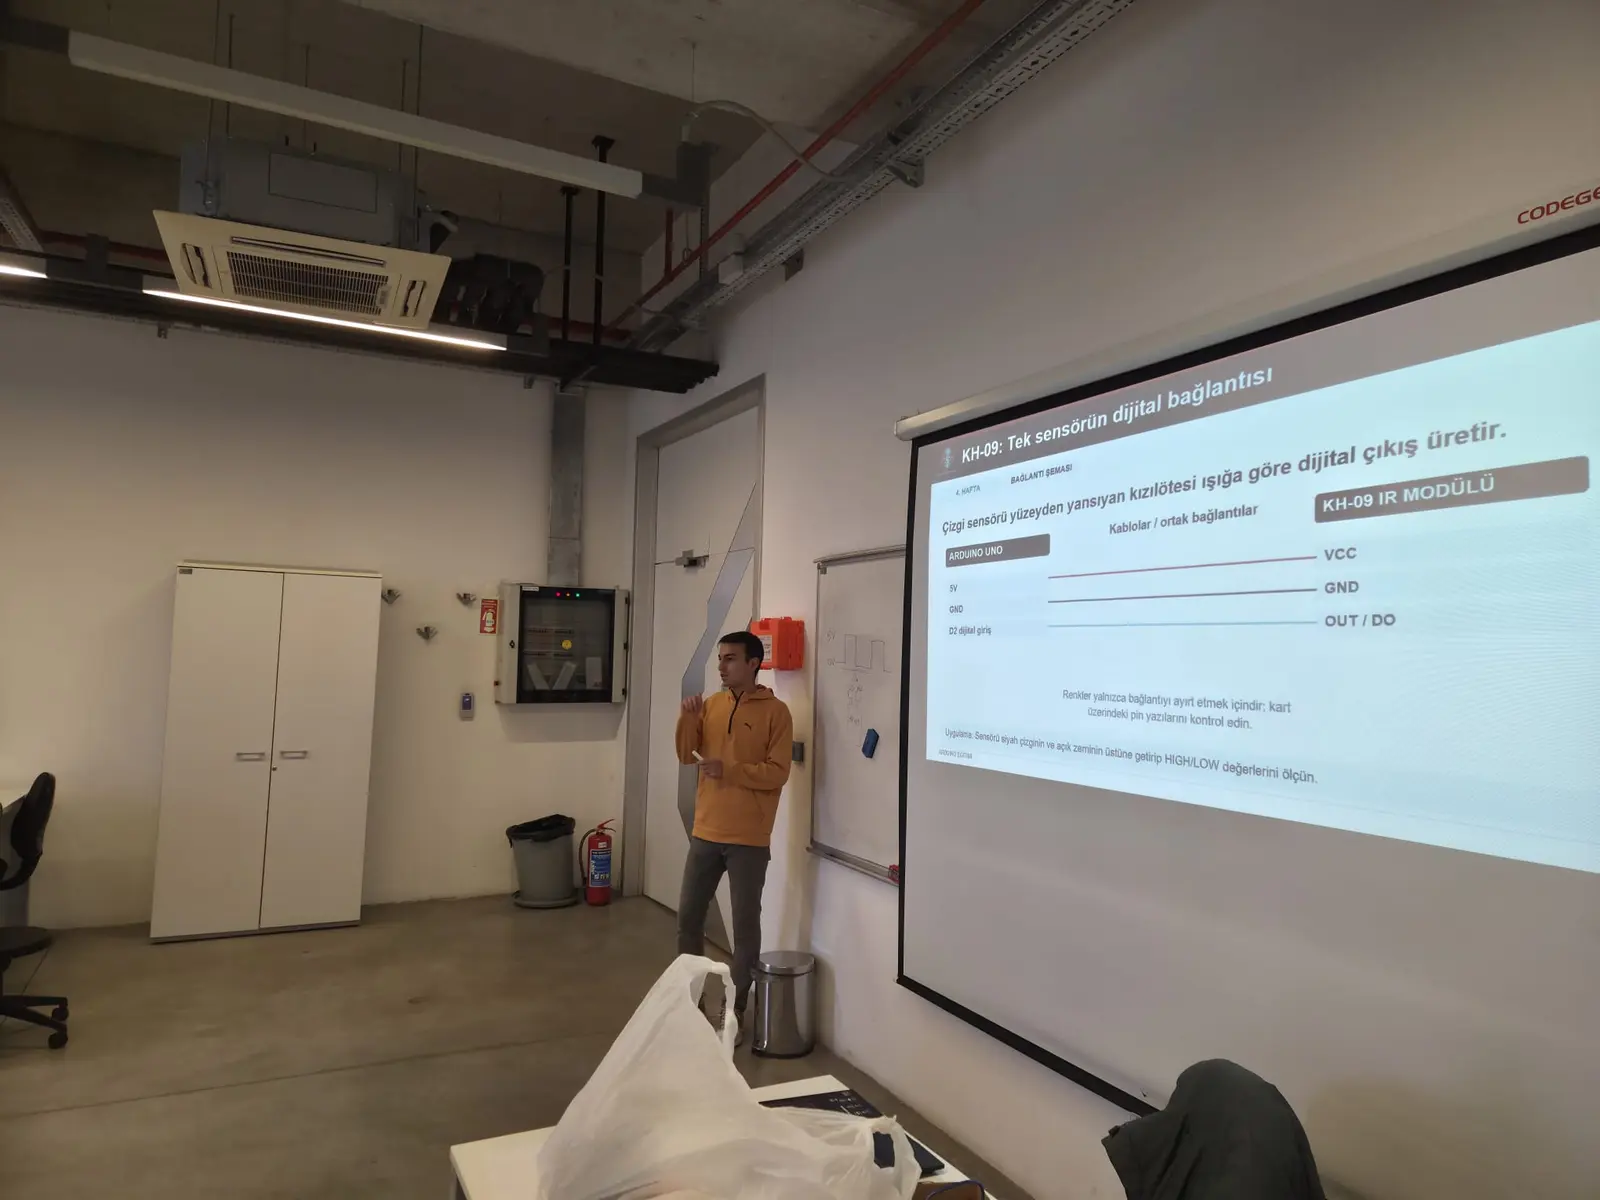 CODEGE
KH-09: Tek sensörün dijital bağlantısı
4. HAFTA
BAĞLANTI ŞEMASI
Çizgi sensörü yüzeyden yansıyan kızılötesi ışığa göre dijital çıkış üretir.
Kablolar / ortak bağlantılar
KH-09 IR MODÜLÜ
ARDUINO UNO
5V
VCC
GND
GND
D2 dijital giriş
OUT / DO
Renkler yalnızca bağlantıyı ayırt etmek içindir; kart
üzerindeki pin yazılarını kontrol edin.
Uygulama: Sensörü siyah çizginin ve açık zeminin üstüne getirip HIGH/LOW değerlerini ölçün.